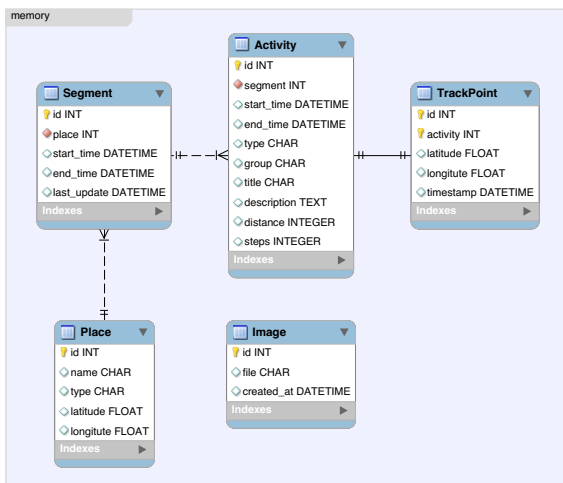 memory
Activity
id INT
segment INT
start_time DATETIME
end_time DATETIME
type CHAR
group CHAR
title CHAR
description TEXT
distance INTEGER
steps INTEGER
Indexes
Segment
id INT
place INT
start_time DATETIME
end_time DATETIME
last_update DATETIME
Indexes
TrackPoint
id INT
activity INT
latitude FLOAT
longitute FLOAT
timestamp DATETIME
Indexes
Place
id INT
name CHAR
type CHAR
latitude FLOAT
longitute FLOAT
Indexes
Image
id INT
file CHAR
created_at DATETIME
Indexes